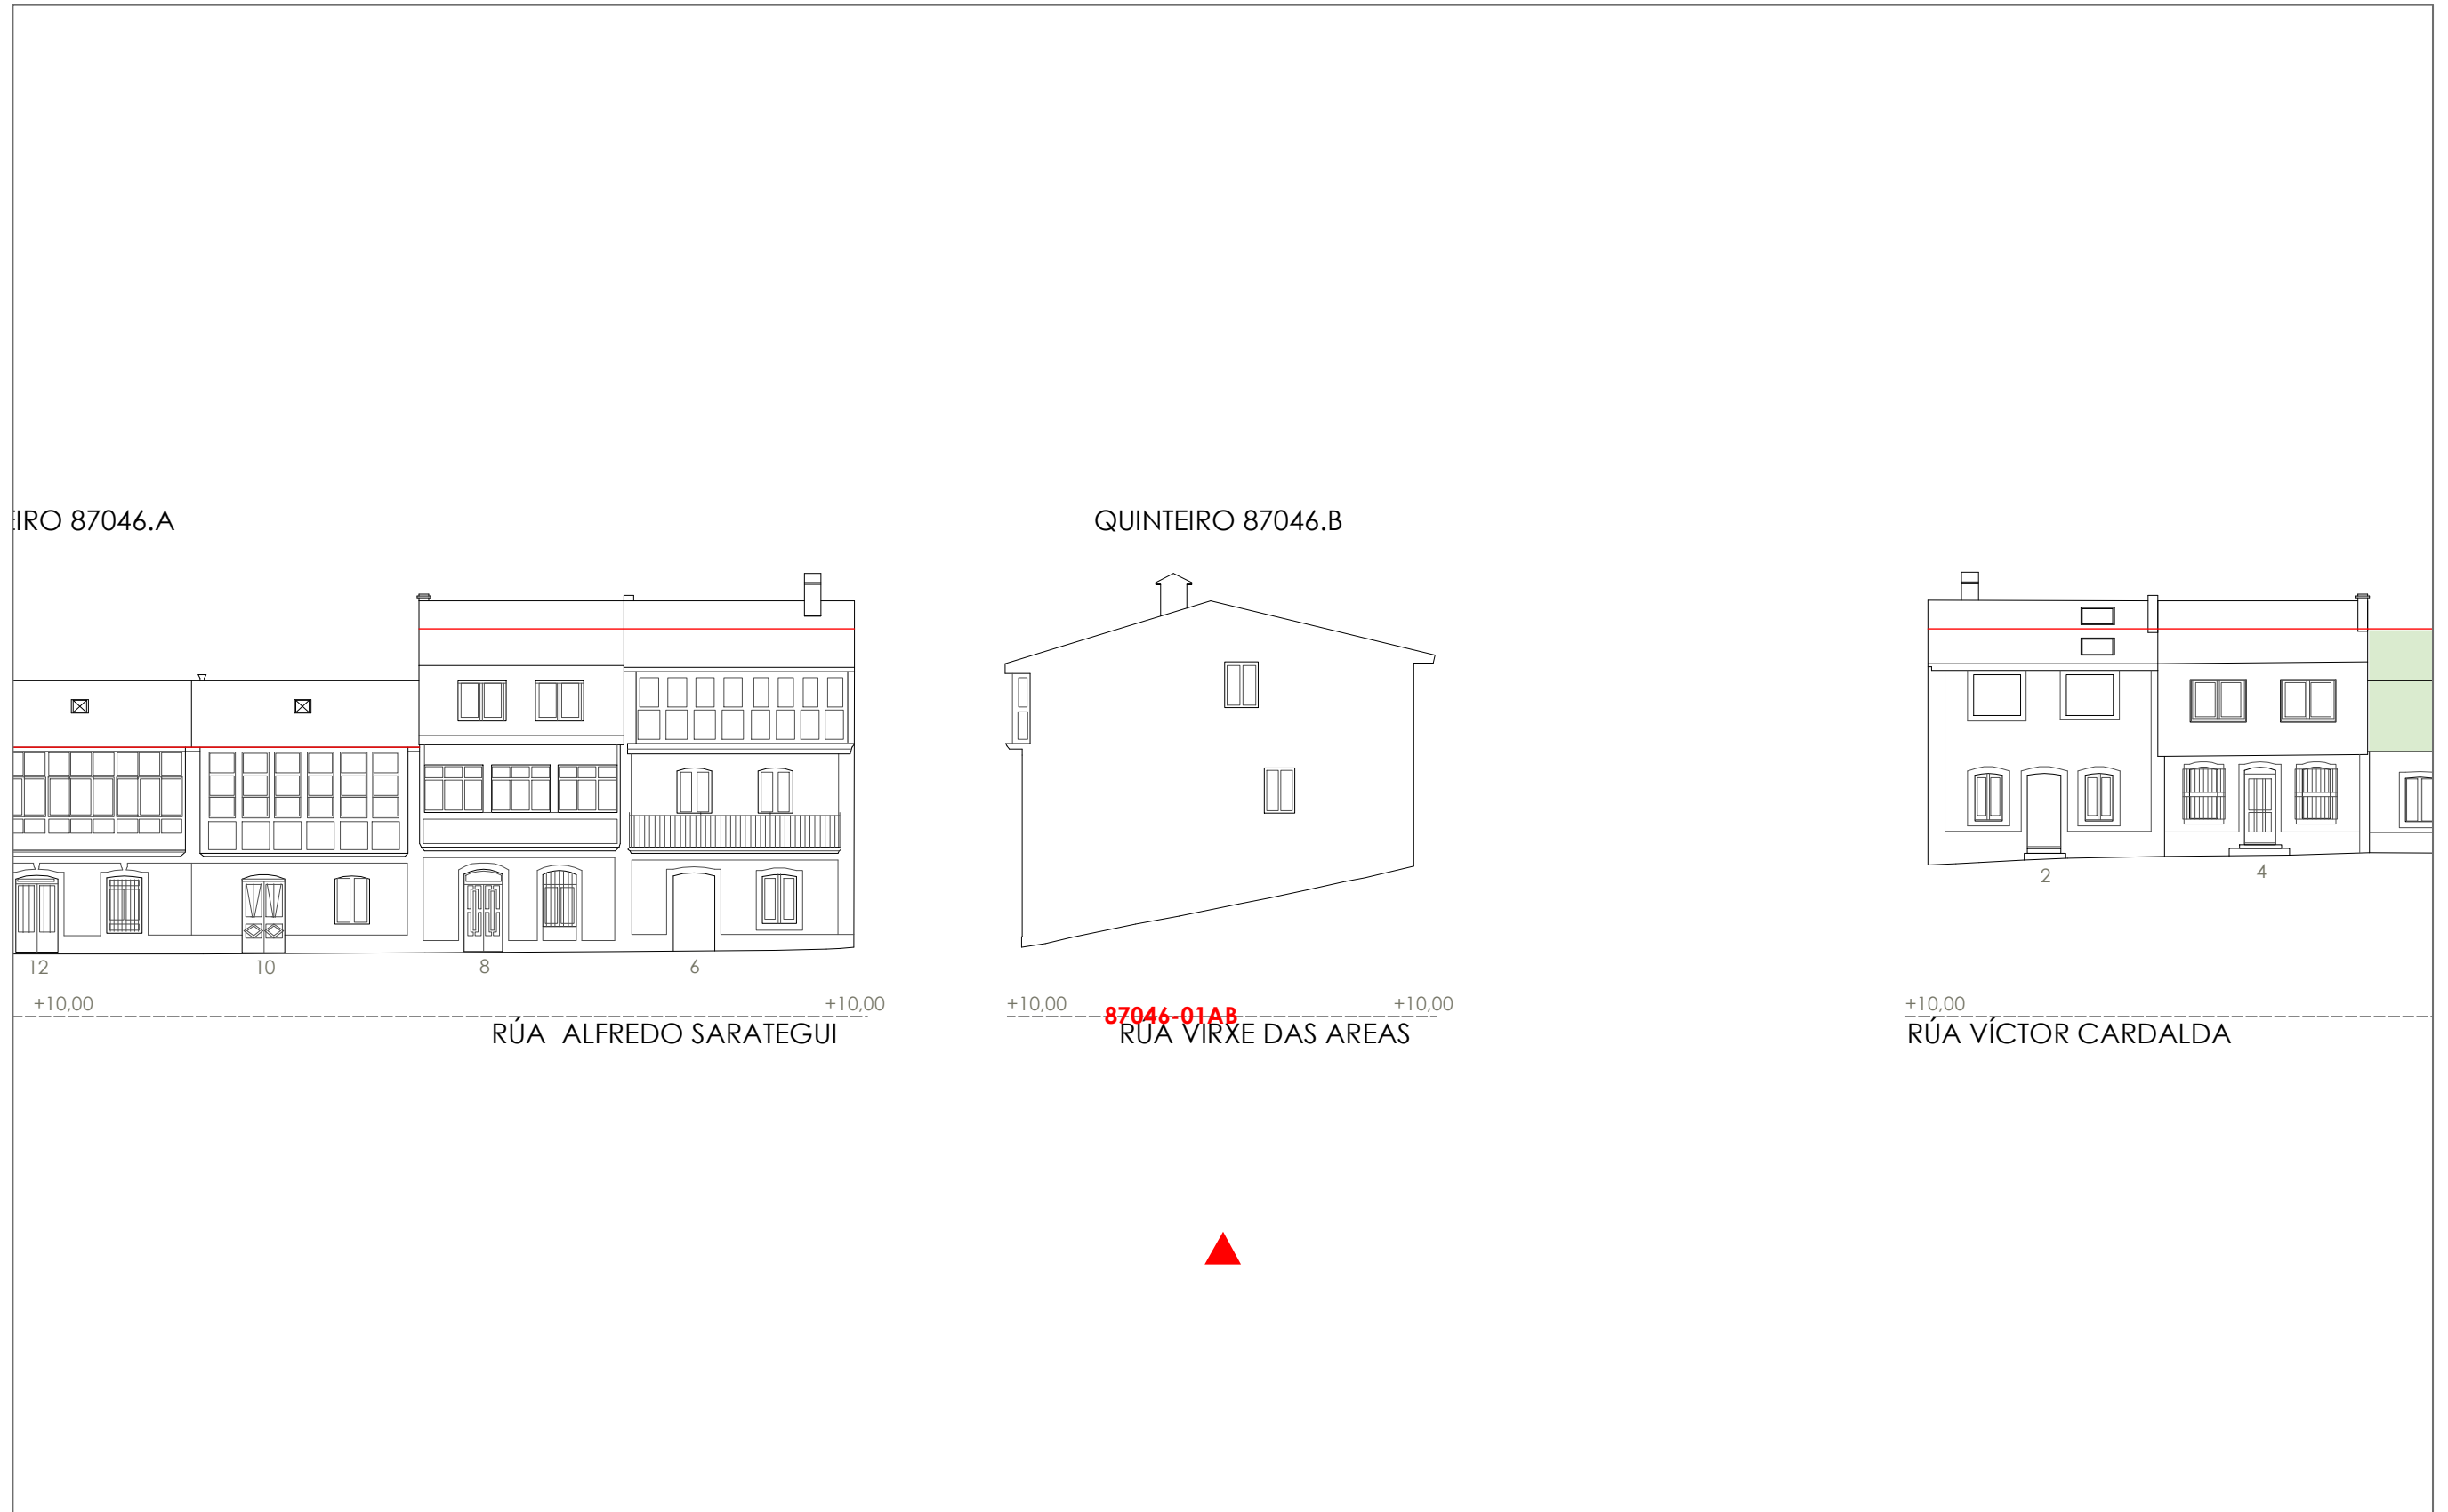 IRO 87046.A
QUINTEIRO 87046.B
12
10
8
6
2
4
+10,00
+10,00
+10,00
+10,00
+10,00
87046-01AB
RÚA ALFREDO SARATEGUI
RÚA VIRXE DAS AREAS
RÚA VÍCTOR CARDALDA